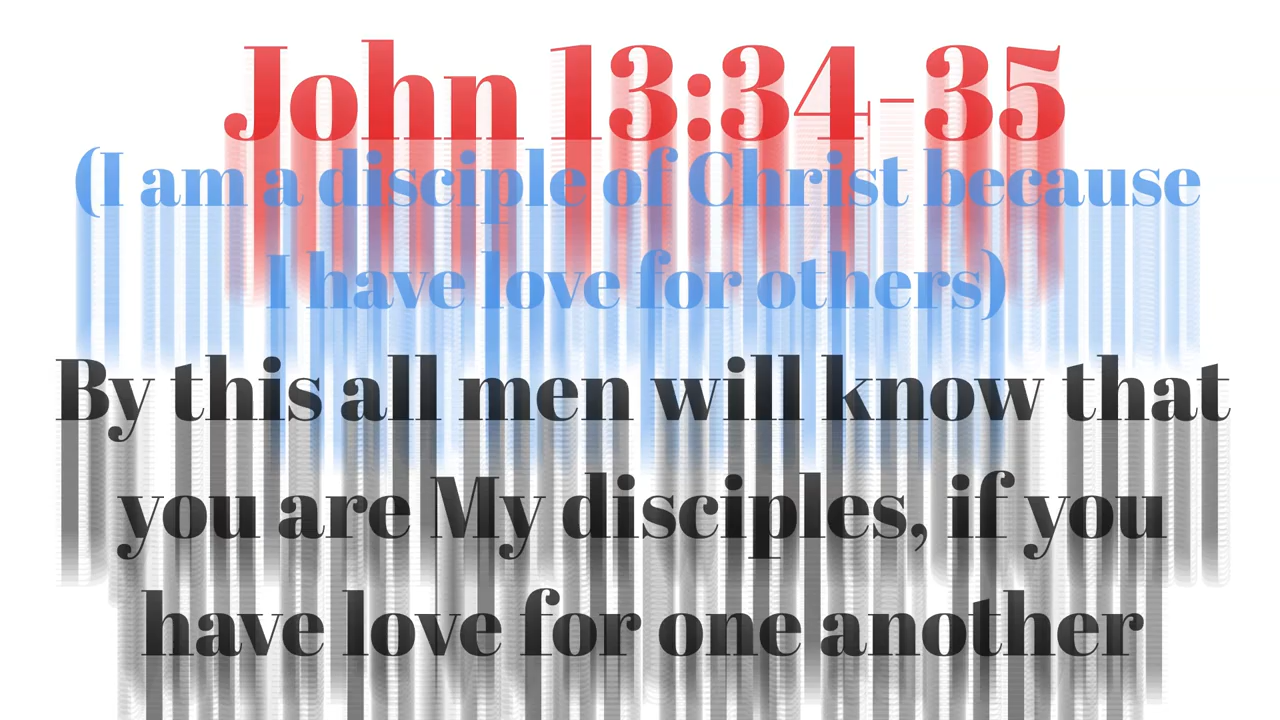 John 13:34-35
(I am a disciple of Christ because
I have love for others)
By this all men will know that
you are My disciples, if you
have love for one another